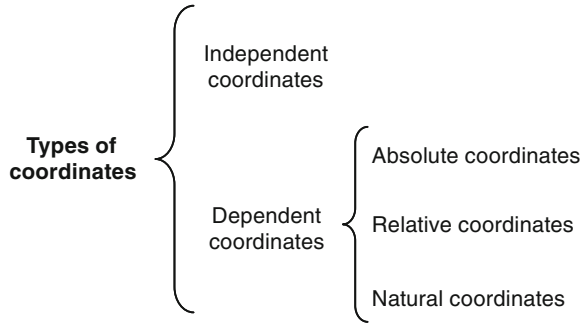 Independent
coordinates
Types of
coordinates
Absolute coordinates
Dependent
coordinates
Relative coordinates
Natural coordinates